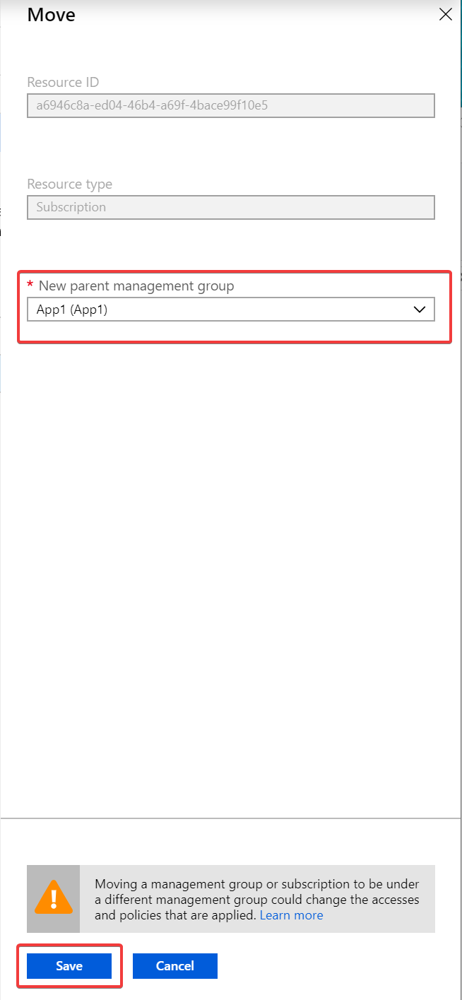 Move
Resource ID
a6946c8a-ed04-46b4-a69f-4bace99f10e5
Resource type
Subscription
* New parent management group
App1 (App1)
Moving a management group or subscription to be under
a different management group could change the accesses
and policies that are applied. Learn more
Save
Cancel